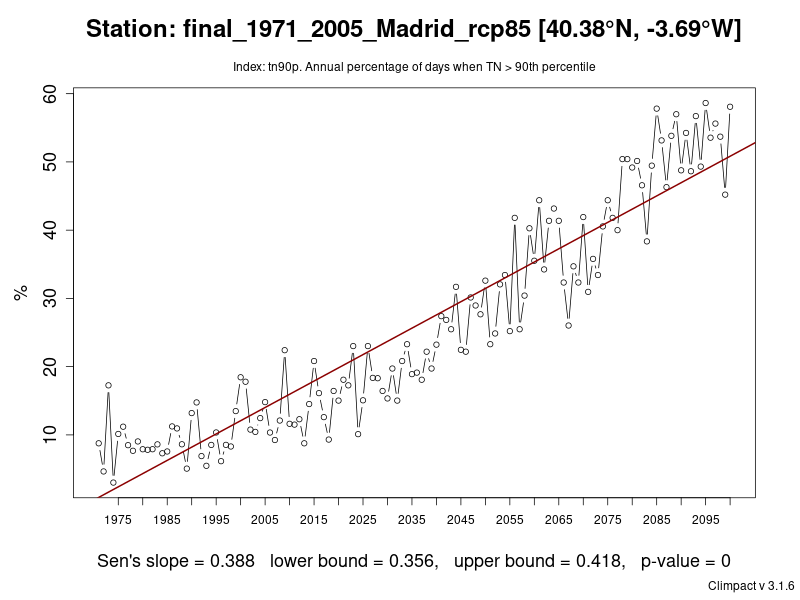 Station: final_1971_2005_Madrid_rcp85 [40.38°N, -3.69°W]
Index: tn90p. Annual percentage of days when TN > 90th percentile
60
50
40
30
20
10
%
1975 1985 1995 2005 2015 2025 2035 2045 2055 2065 2075 2085 2095
Sen's slope = 0.388 lower bound = 0.356, upper bound = 0.418, p-value = 0
Climpact v 3.1.6